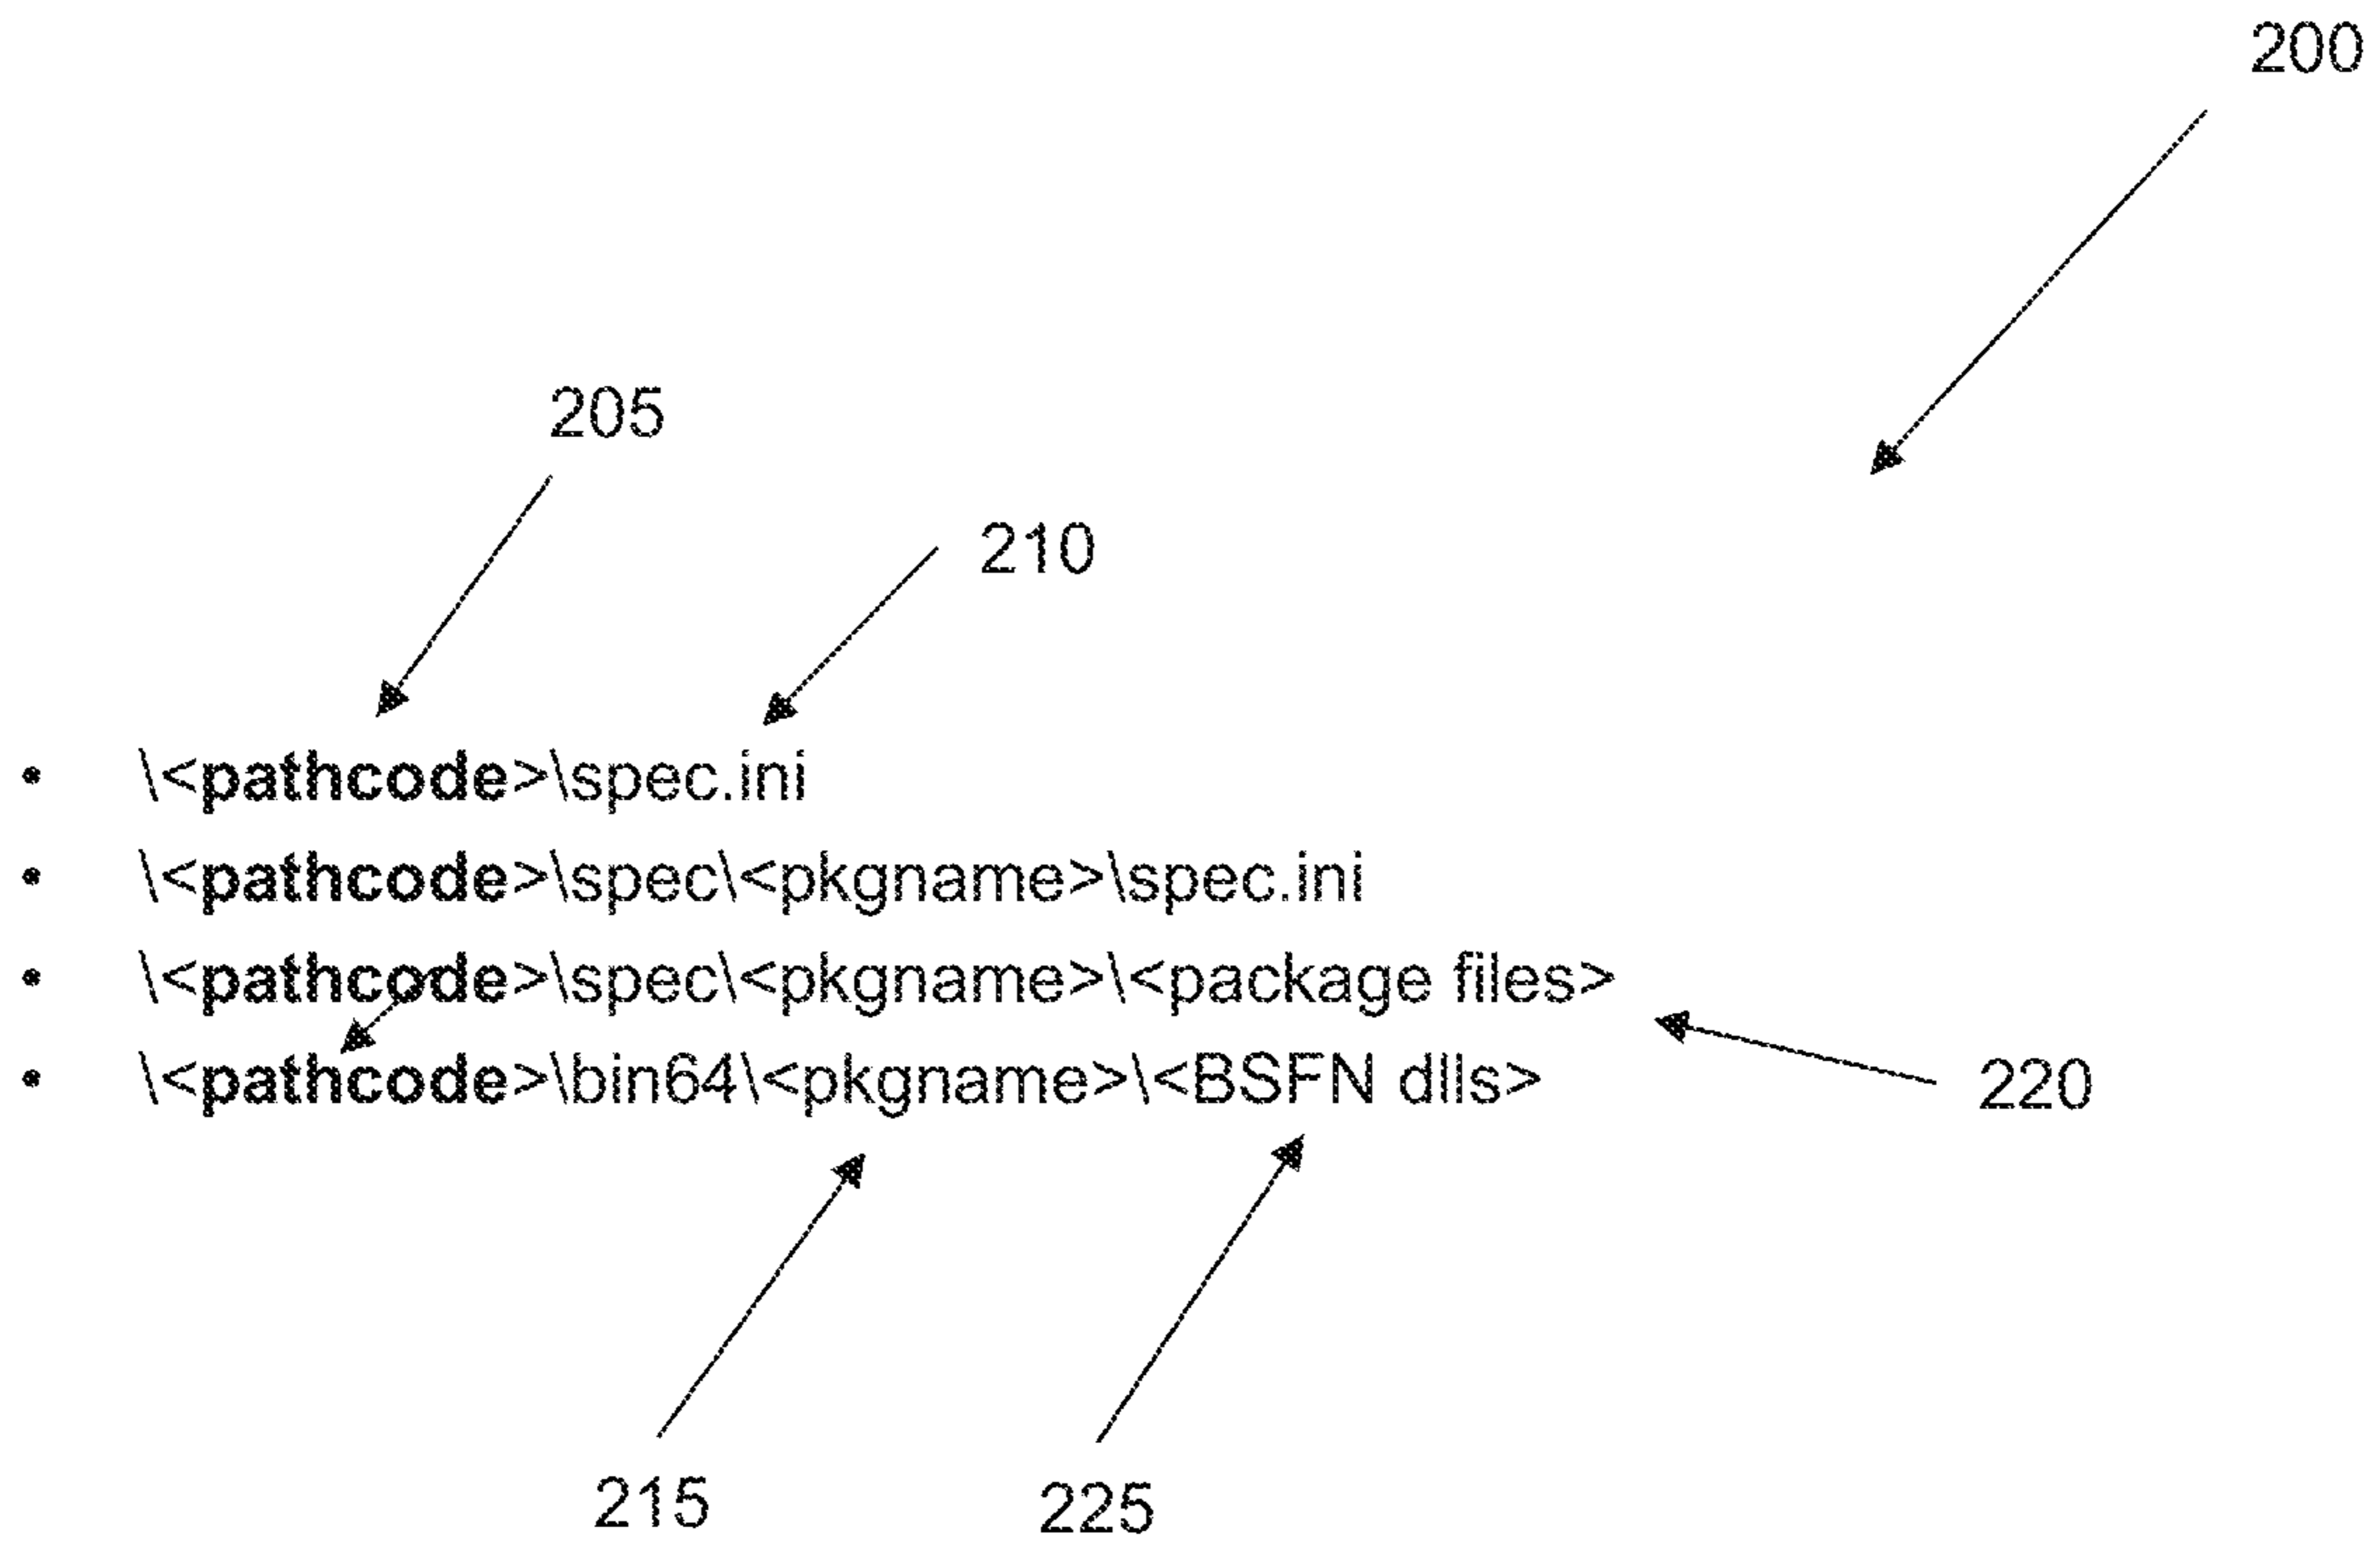 200
205
210
• \<pathcode>\spec.ini
• \<pathcode>\spec\<pkgname>\spec.ini
• \<pathcode>\spec\<pkgname>\<package files>
• \<pathcode>\bin64\<pkgname>\<BSFN dlls>
220
215
225